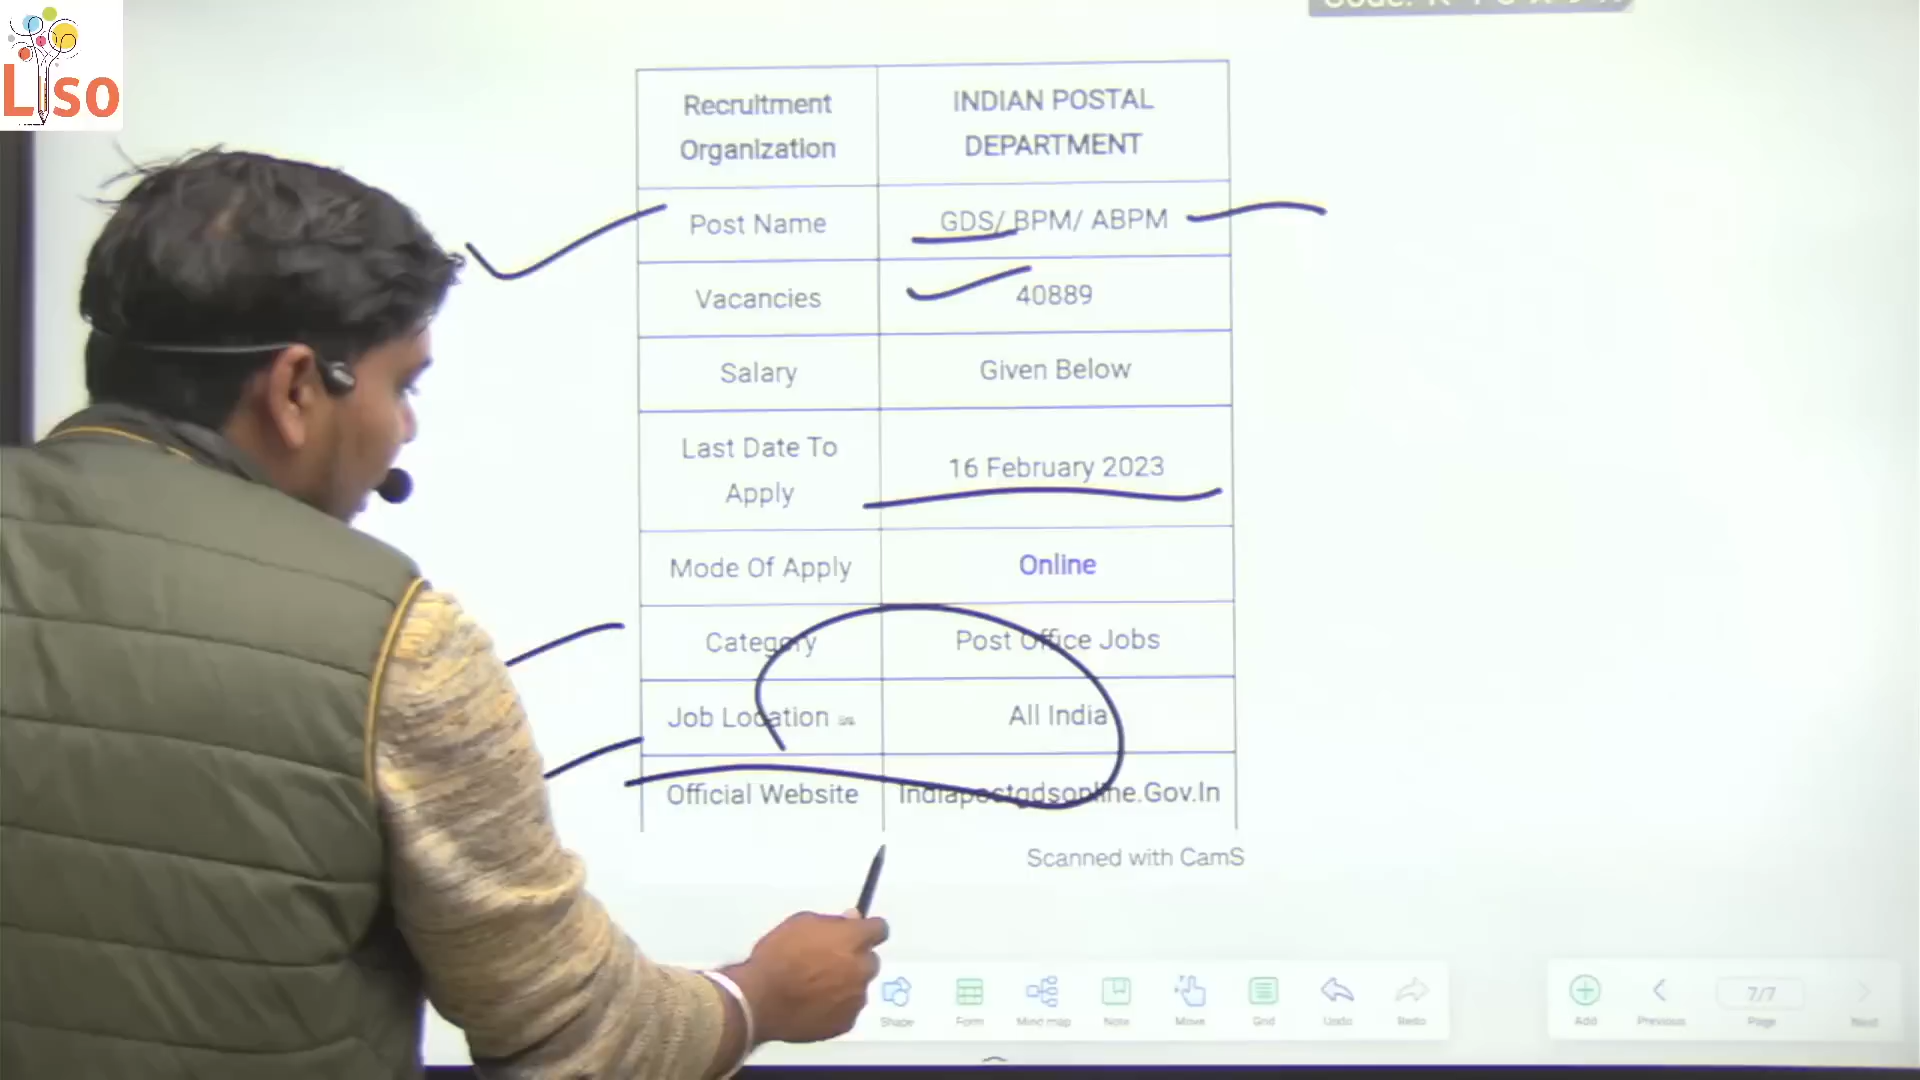 Liso
Recruitment
Organization
INDIAN POSTAL
DEPARTMENT
Post Name
GDS/ BPM/ ABPM
Vacancies
40889
Salary
Given Below
Last Date To
Apply
16 February 2023
Mode Of Apply
Online
Category
Post Office Jobs
Job Location
All India
Official Website
Indiapostgdsonline.Gov.In
Scanned with CamS
Shape
Form
Mind map
Note
Move
Grid
Undo
Redo
Add
Previous
7/7
Page
Next